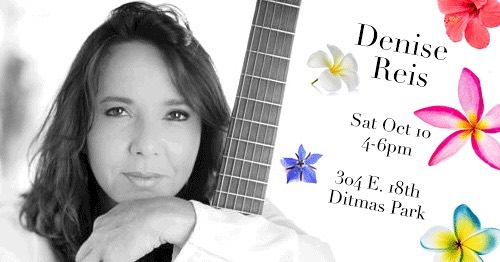 Denise
Reis
Sat Oct 10
4-6pm
304 E. 18th
Ditmas Park